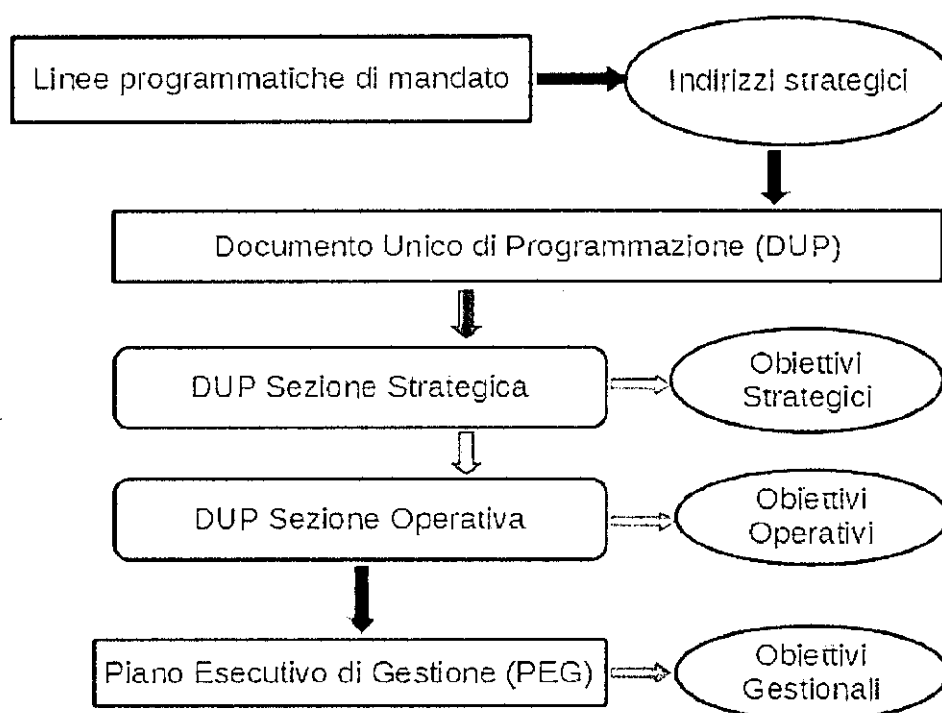 Linee programmatiche di mandato
Indirizzi strategici
Documento Unico di Programmazione (DUP)
DUP Sezione Strategica
Obiettivi
Strategici
DUP Sezione Operativa
Obiettivi
Operativi
Piano Esecutivo di Gestione (PEG)
Obiettivi
Gestionali